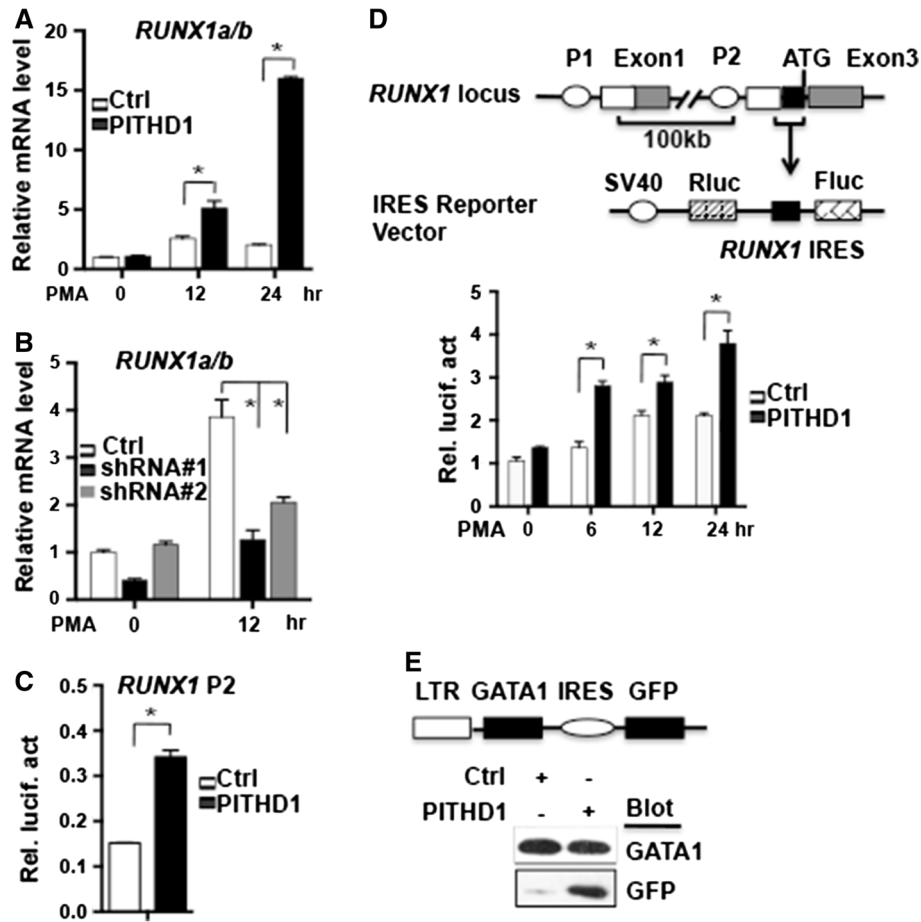 A
RUNX1a/b
Relative mRNA level
20
15
10
5
0
Ctrl
PITHD1
*
*
PMA 0 12 24 hr
B
RUNX1a/b
Relative mRNA level
5
4
3
2
1
0
Ctrl
shRNA#1
shRNA#2
* *
PMA 0 12 hr
C
RUNX1 P2
Rel. lucif. act
0.5
0.4
0.3
0.2
0.1
0.0
*
Ctrl
PITHD1
D
P1 Exon1 P2 ATG Exon3
RUNX1 locus
100kb
SV40 Rluc Fluc
IRES Reporter
Vector
RUNX1 IRES
Rel. lucif. act
5
4
3
2
1
0
* * *
Ctrl
PITHD1
PMA 0 6 12 24 hr
E
LTR GATA1 IRES GFP
Ctrl + -
PITHD1 - + Blot
GATA1
GFP